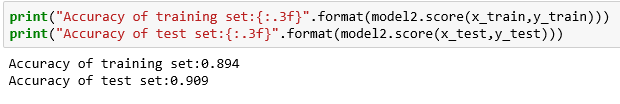 print("Accuracy of training set:{:.3f}".format(model2.score(x_train,y_train)))
print("Accuracy of test set:{:.3f}".format(model2.score(x_test,y_test)))
Accuracy of training set:0.894
Accuracy of test set:0.909